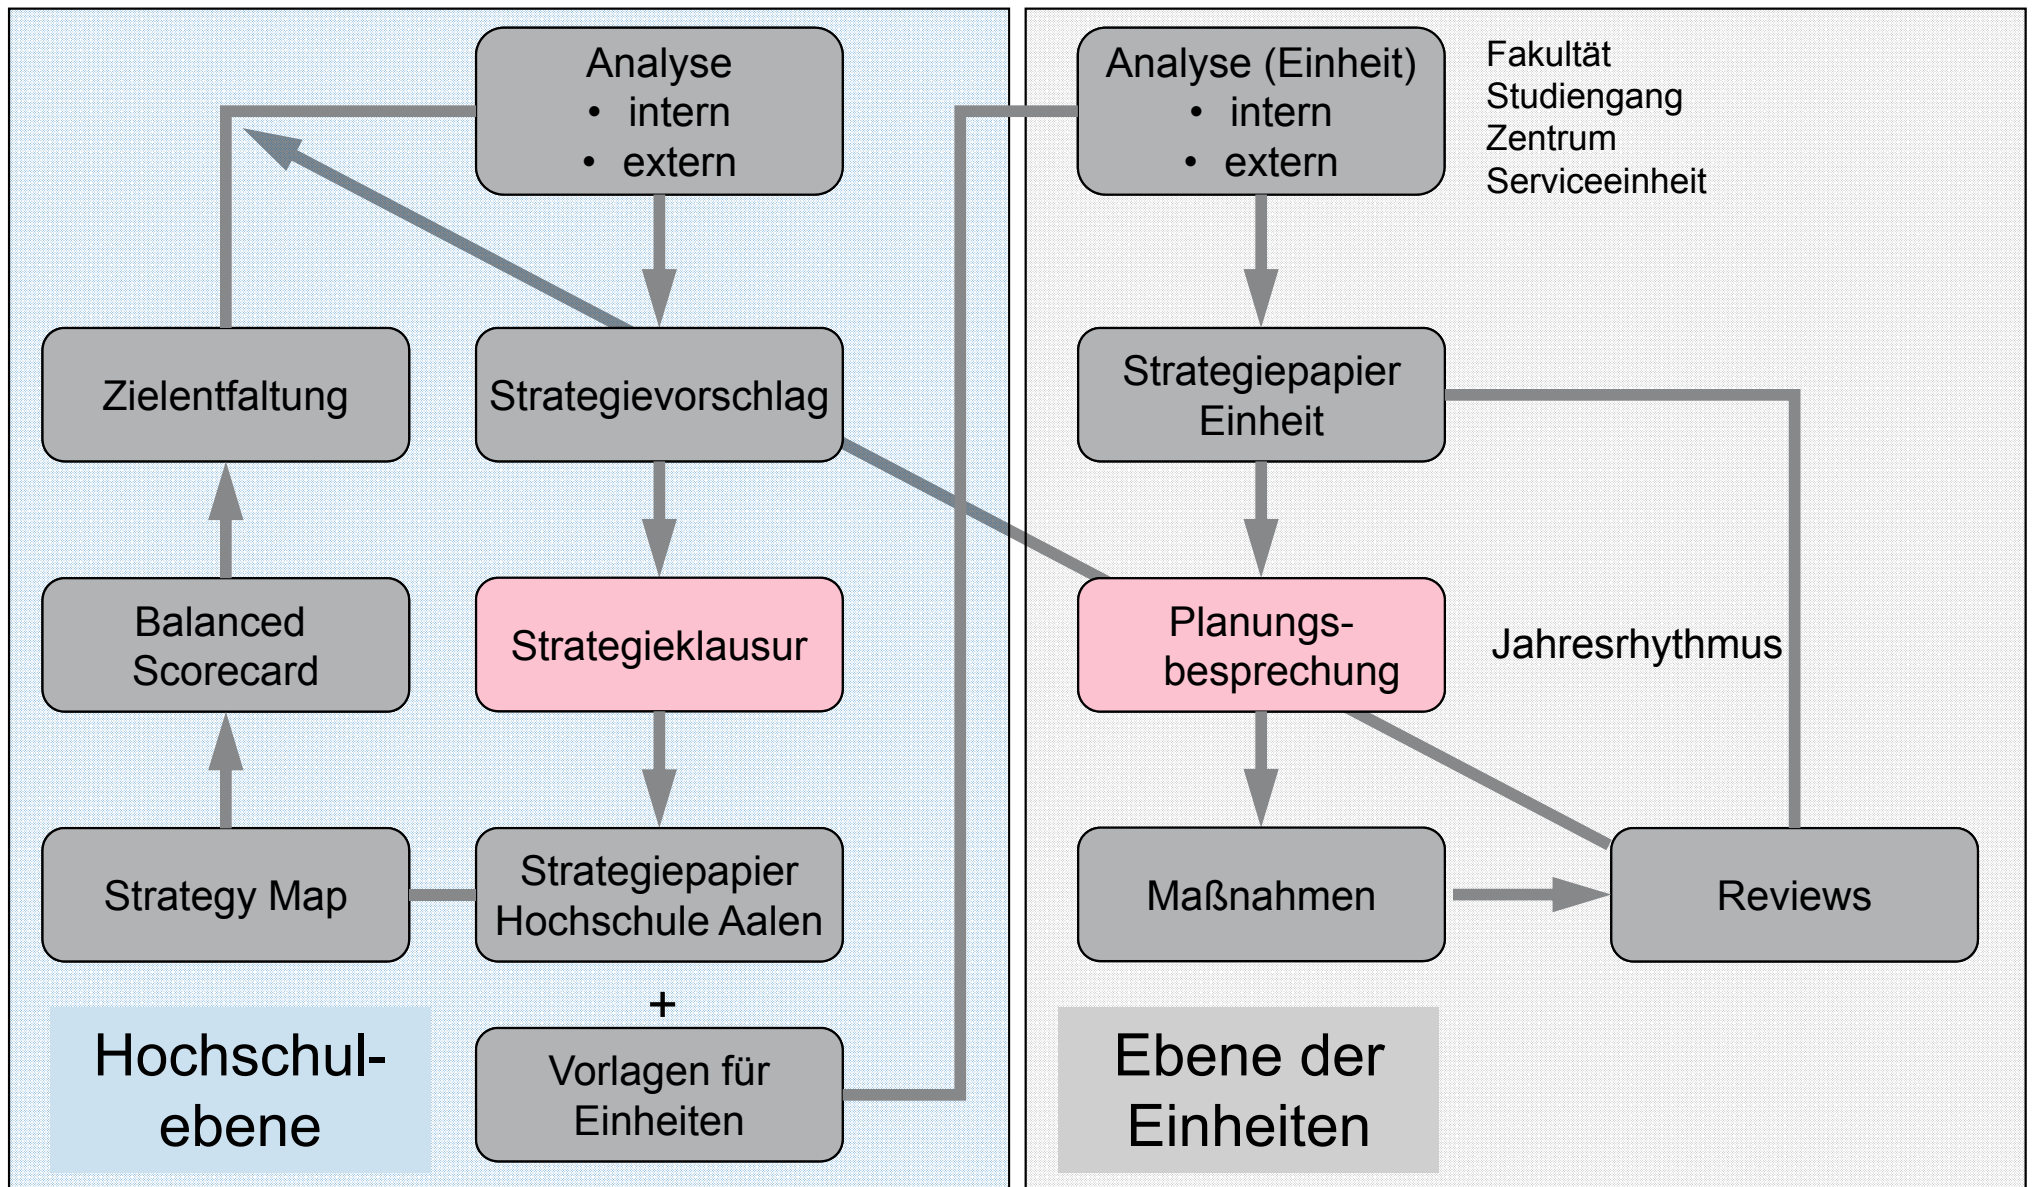 Analyse
• intern
• extern
Zielentfaltung
Strategievorschlag
Balanced
Scorecard
Strategieklausur
Strategy Map
Strategiepapier
Hochschule Aalen
+
Vorlagen für
Einheiten
Hochschul-
ebene
Analyse (Einheit)
• intern
• extern
Fakultät
Studiengang
Zentrum
Serviceeinheit
Strategiepapier
Einheit
Planungs-
besprechung
Jahresrhythmus
Maßnahmen
Reviews
Ebene der
Einheiten